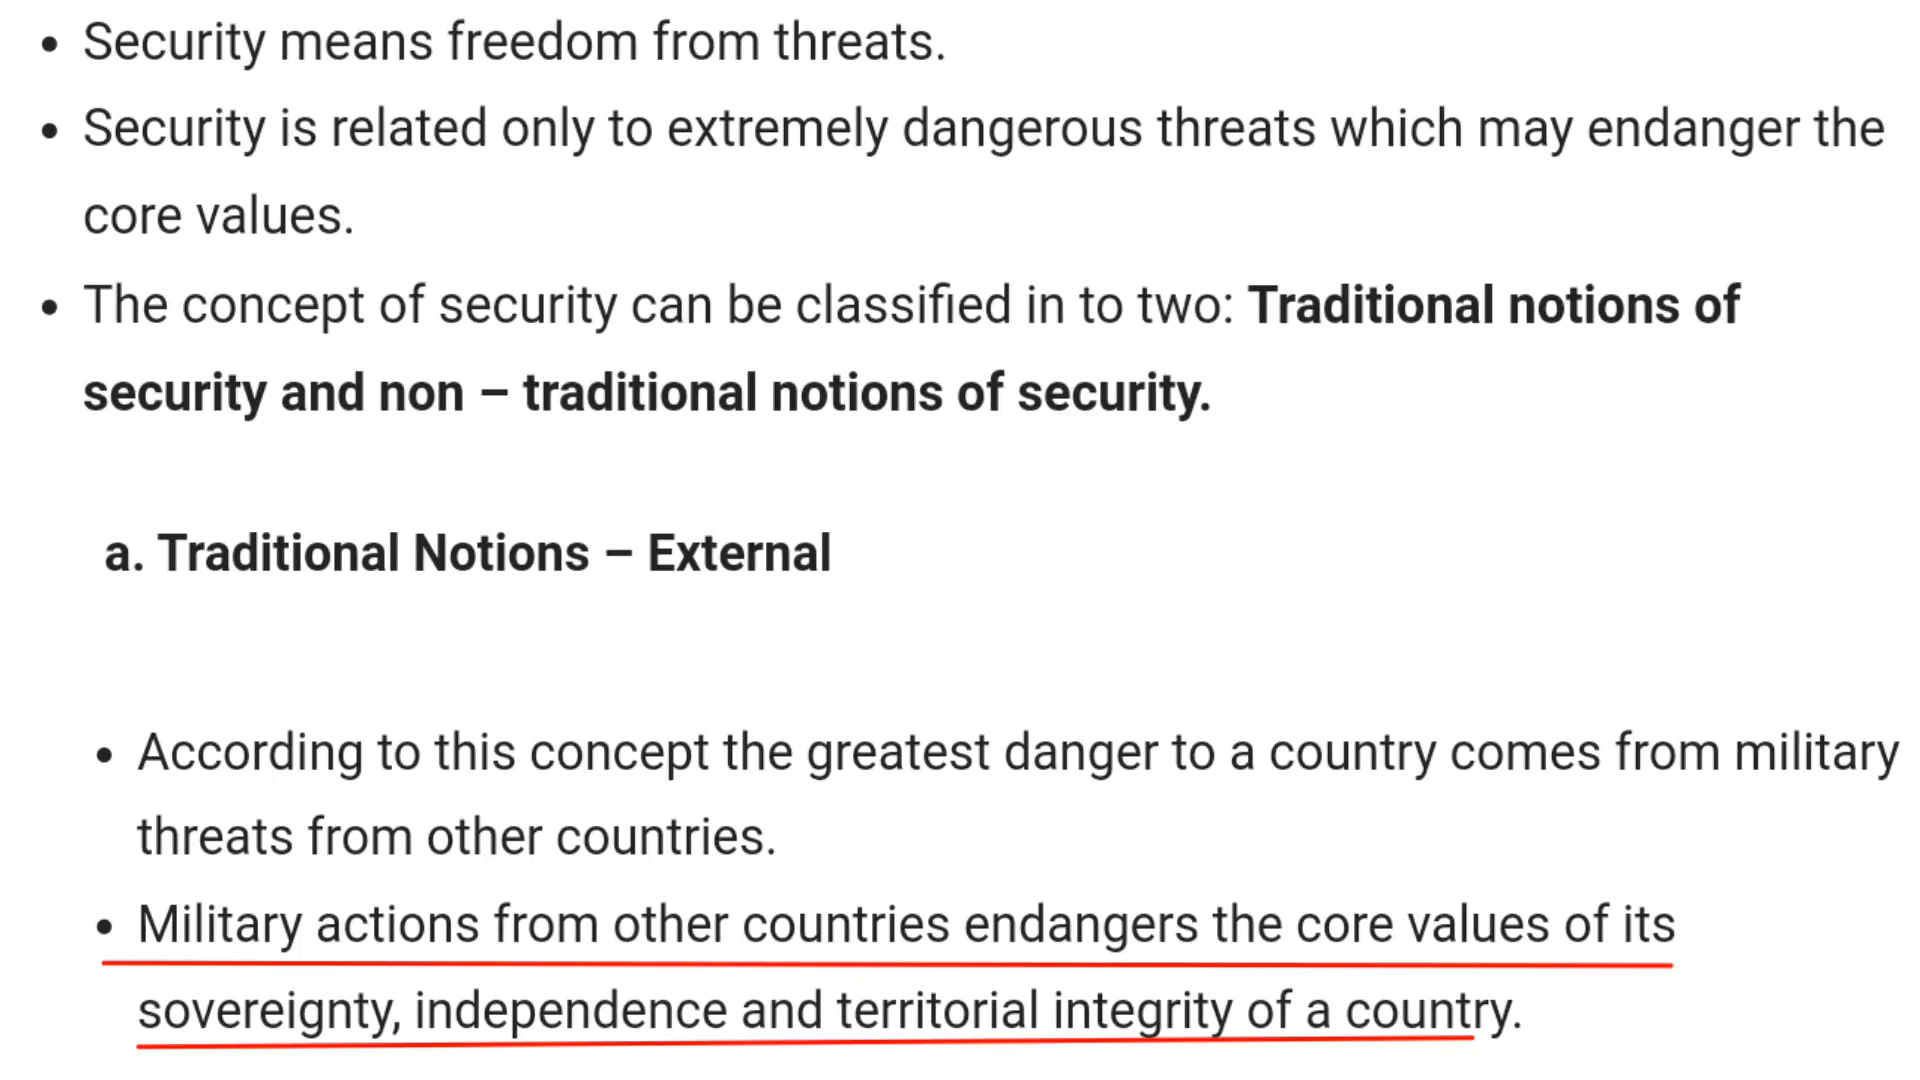 • Security means freedom from threats.
• Security is related only to extremely dangerous threats which may endanger the
core values.
• The concept of security can be classified in to two: Traditional notions of
security and non – traditional notions of security.
a. Traditional Notions – External
• According to this concept the greatest danger to a country comes from military
threats from other countries.
• Military actions from other countries endangers the core values of its
sovereignty, independence and territorial integrity of a country.